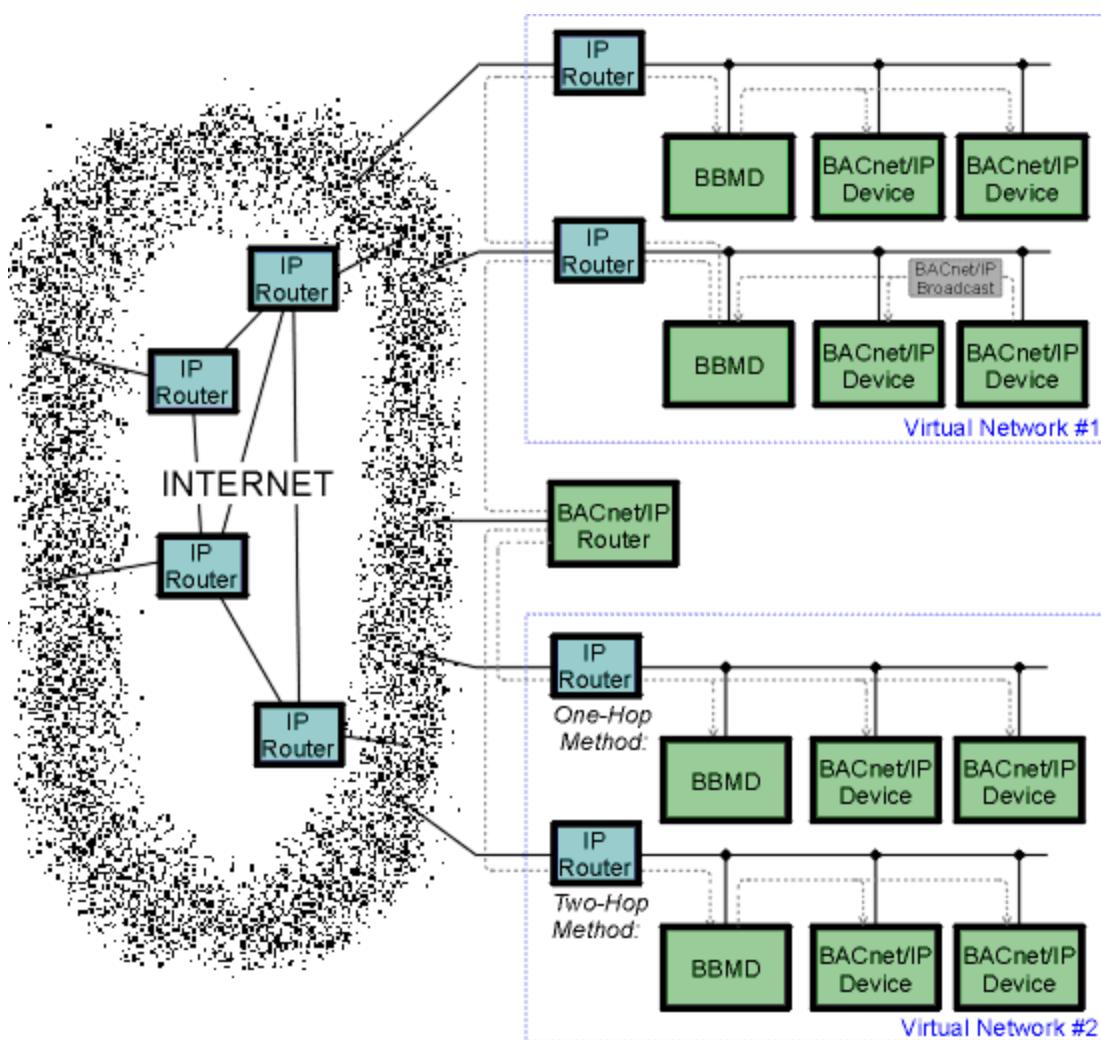 IP
Router
BBMD
BACnet/IP
Device
BACnet/IP
Device
IP
Router
BACnet/IP
Broadcast
BBMD
BACnet/IP
Device
BACnet/IP
Device
Virtual Network #1
IP
Router
IP
Router
INTERNET
IP
Router
IP
Router
BACnet/IP
Router
IP
Router
One-Hop
Method:
BBMD
BACnet/IP
Device
BACnet/IP
Device
IP
Router
Two-Hop
Method:
BBMD
BACnet/IP
Device
BACnet/IP
Device
Virtual Network #2